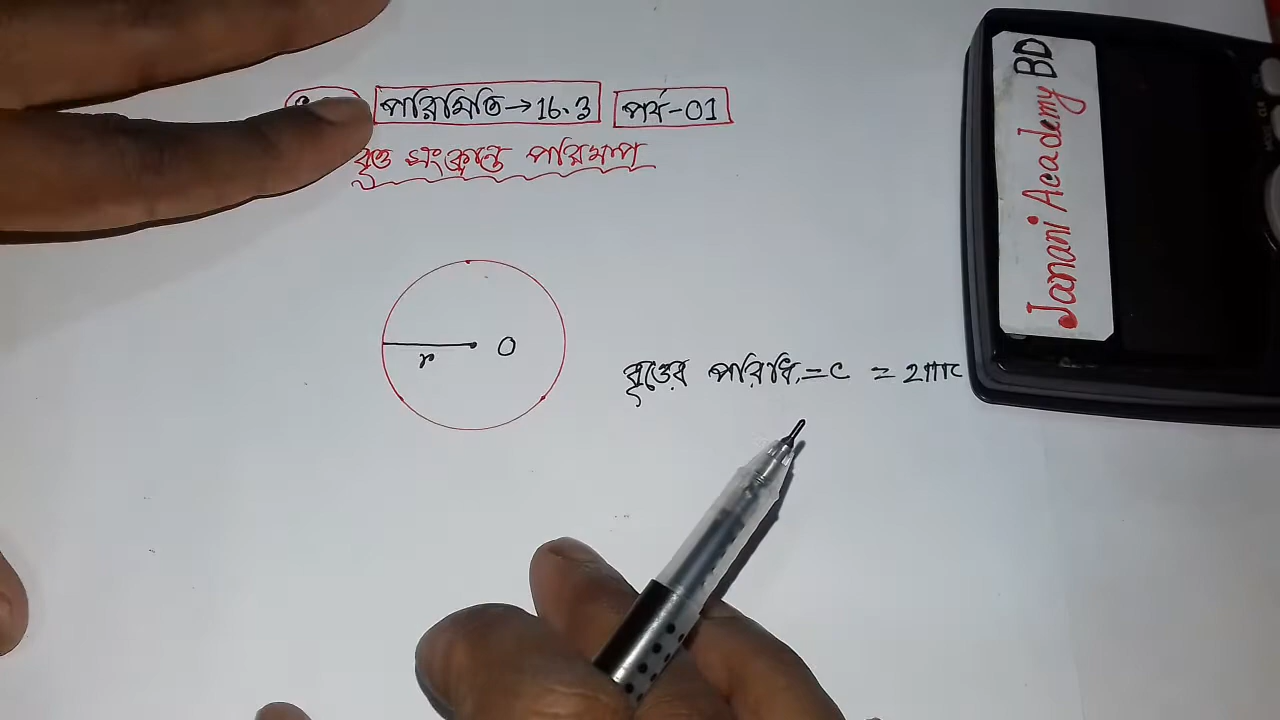 পরিমিতি→16.3 পর্ব-01
বৃত্ত সংক্রান্ত পরিমাপ
r O
বৃত্তের পরিধি = c = 2πr
Janani Academy BD